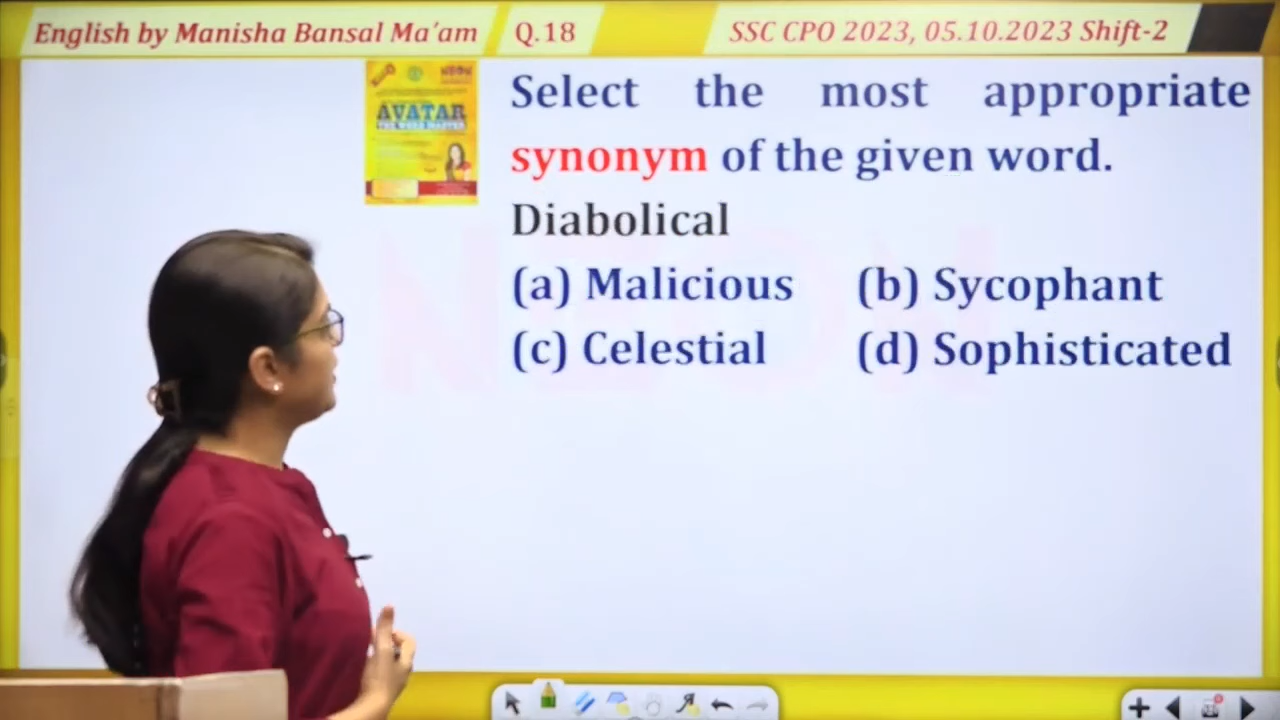 English by Manisha Bansal Ma'am Q.18 SSC CPO 2023, 05.10.2023 Shift-2
AVATAR
Select the most appropriate
synonym of the given word.
Diabolical
(a) Malicious (b) Sycophant
(c) Celestial (d) Sophisticated